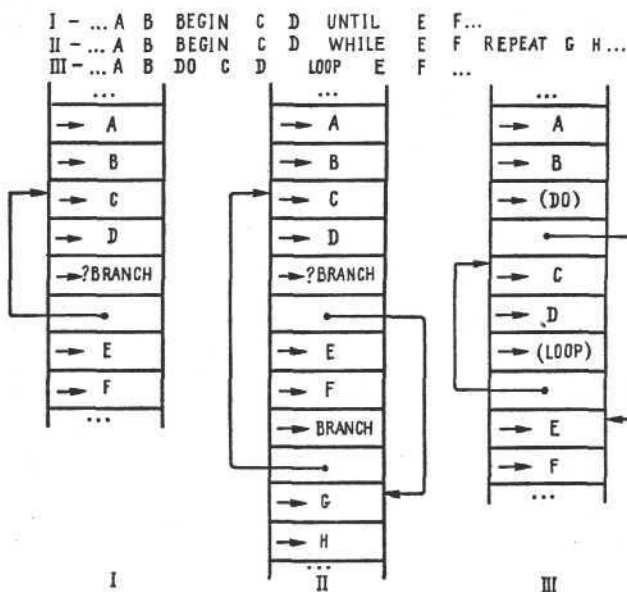 I - ... A B BEGIN C D UNTIL E F...
II - ... A B BEGIN C D WHILE E F REPEAT G H...
III - ... A B DO C D LOOP E F ...
...
A
B
C
D
?BRANCH
E
F
...
I
...
A
B
C
D
?BRANCH
E
F
BRANCH
G
H
...
II
...
A
B
(DO)
C
D
(LOOP)
E
F
...
III